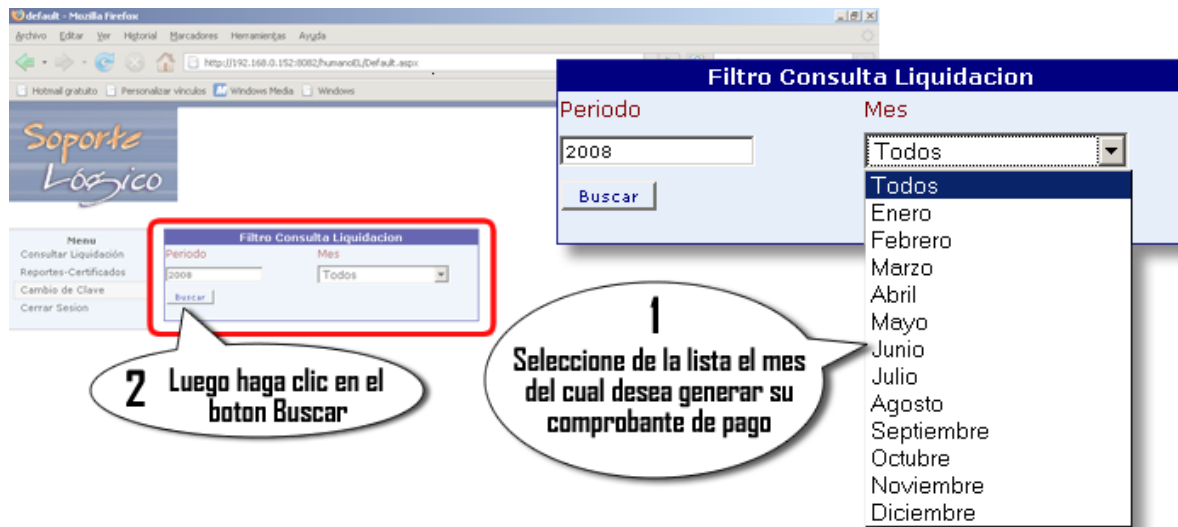 default - Mozilla Firefox
Archivo Editar Ver Historial Marcadores Herramientas Ayuda
http://192.168.0.152:8082/humanoEL/Default.aspx
Hotmail gratuito Personalizar vínculos Windows Media Windows
Soporte
Lógico
Menu
Consultar Liquidación
Reportes-Certificados
Cambio de Clave
Cerrar Sesion
Filtro Consulta Liquidacion
Periodo Mes
2008 Todos
Buscar
Filtro Consulta Liquidacion
Periodo Mes
2008 Todos
Buscar
Todos
Enero
Febrero
Marzo
Abril
Mayo
Junio
Julio
Agosto
Septiembre
Octubre
Noviembre
Diciembre
1
Seleccione de la lista el mes
del cual desea generar su
comprobante de pago
2 Luego haga clic en el
boton Buscar